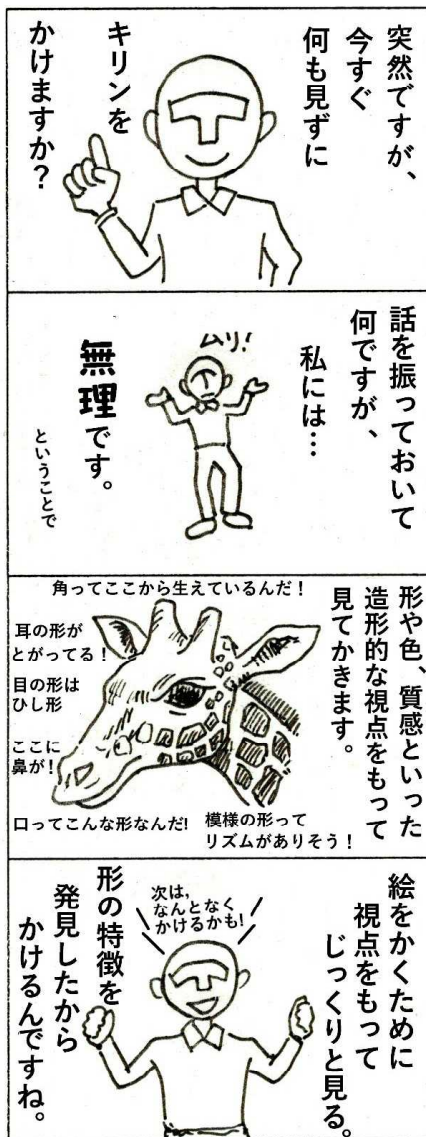 突然ですが、
今すぐ
何も見ずに
キリンを
かけますか？
話を振っておいて
何ですが、
私には…
ムリ！
無理です。
ということで
形や色、質感といった
造形的な視点をもって
見てかきます。
角ってここから生えているんだ！
耳の形が
とがってる！
目の形は
ひし形
ここに
鼻が！
口ってこんな形なんだ!
模様の形って
リズムがありそう！
絵をかくために
視点をもって
じっくりと見る。
次は、
なんとなく
かけるかも!
形の特徴を
発見したから
かけるんですね。